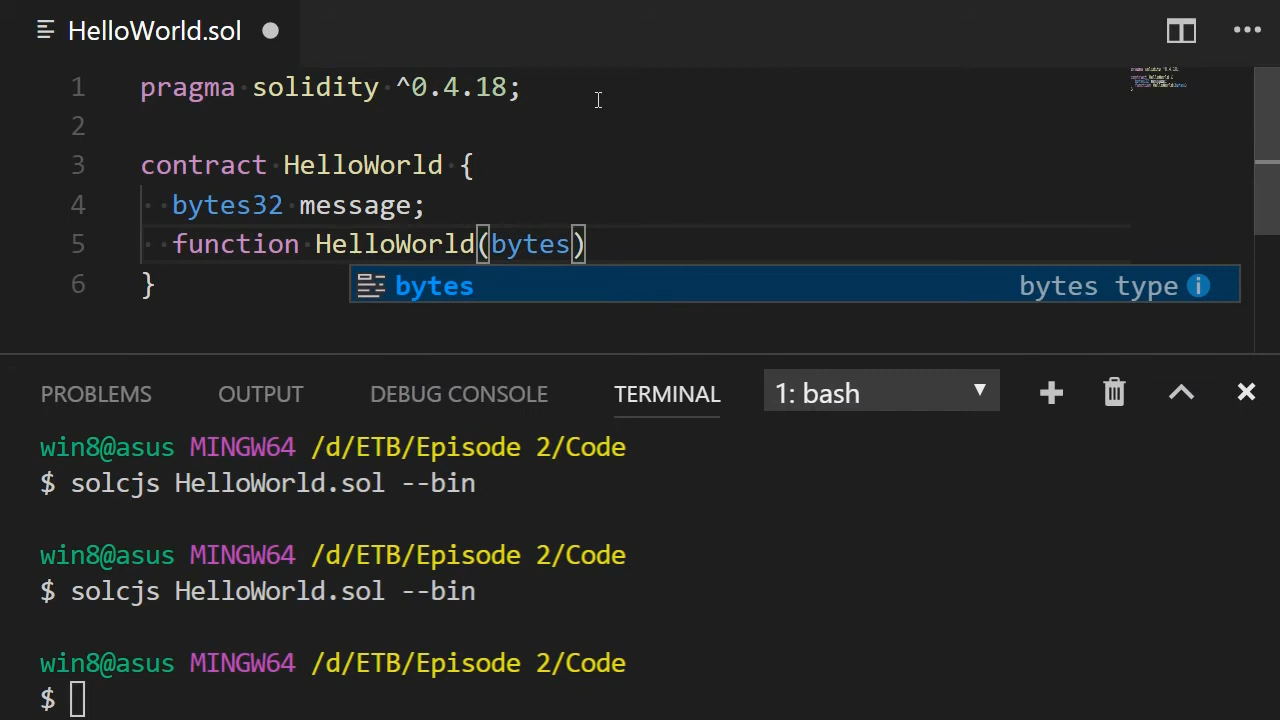 HelloWorld.sol
1 pragma solidity ^0.4.18;
2
3 contract HelloWorld {
4 bytes32 message;
5 function HelloWorld(bytes)
6 }
bytes bytes type
PROBLEMS OUTPUT DEBUG CONSOLE TERMINAL 1: bash
win8@asus MINGW64 /d/ETB/Episode 2/Code
$ solcjs HelloWorld.sol --bin
win8@asus MINGW64 /d/ETB/Episode 2/Code
$ solcjs HelloWorld.sol --bin
win8@asus MINGW64 /d/ETB/Episode 2/Code
$